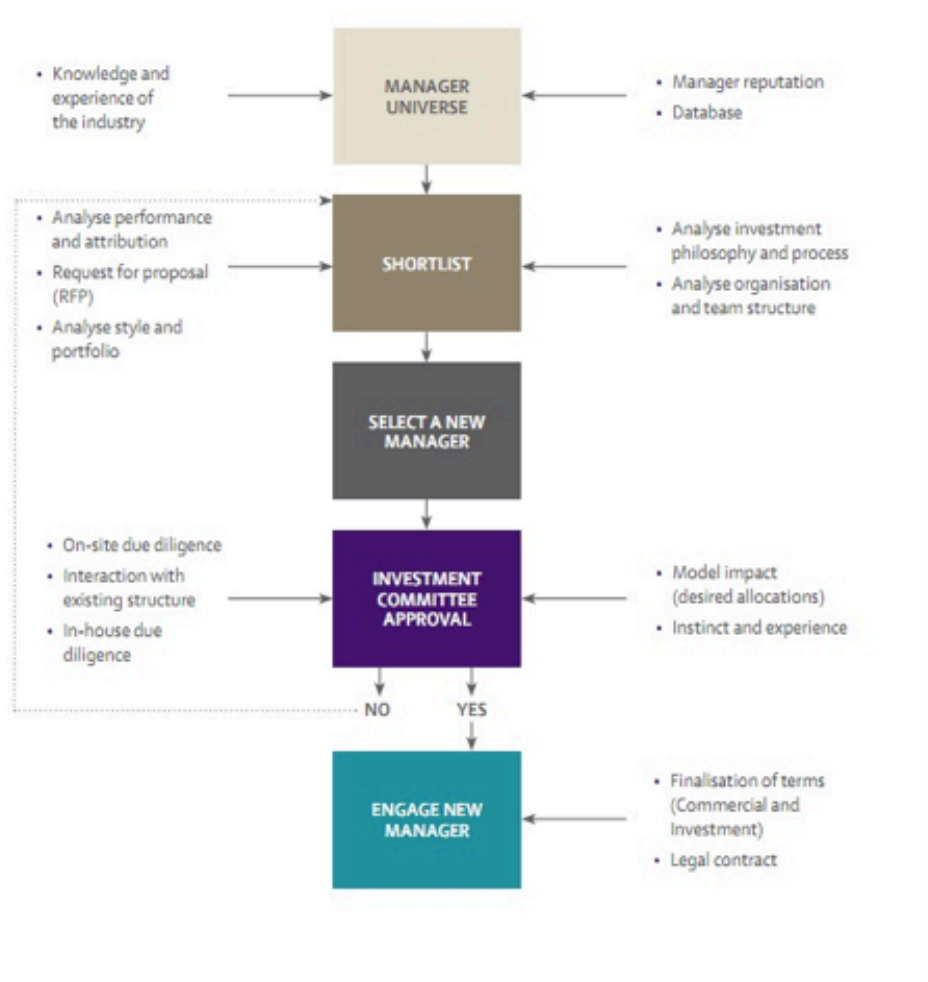 • Knowledge and
experience of
the industry
MANAGER
UNIVERSE
• Manager reputation
• Database
• Analyse performance
and attribution
• Request for proposal
(RFP)
• Analyse style and
portfolio
SHORTLIST
• Analyse investment
philosophy and process
• Analyse organisation
and team structure
SELECT A NEW
MANAGER
• On-site due diligence
• Interaction with
existing structure
• In-house due
diligence
INVESTMENT
COMMITTEE
APPROVAL
• Model impact
(desired allocations)
• Instinct and experience
NO
YES
ENGAGE NEW
MANAGER
• Finalisation of terms
(Commercial and
Investment)
• Legal contract